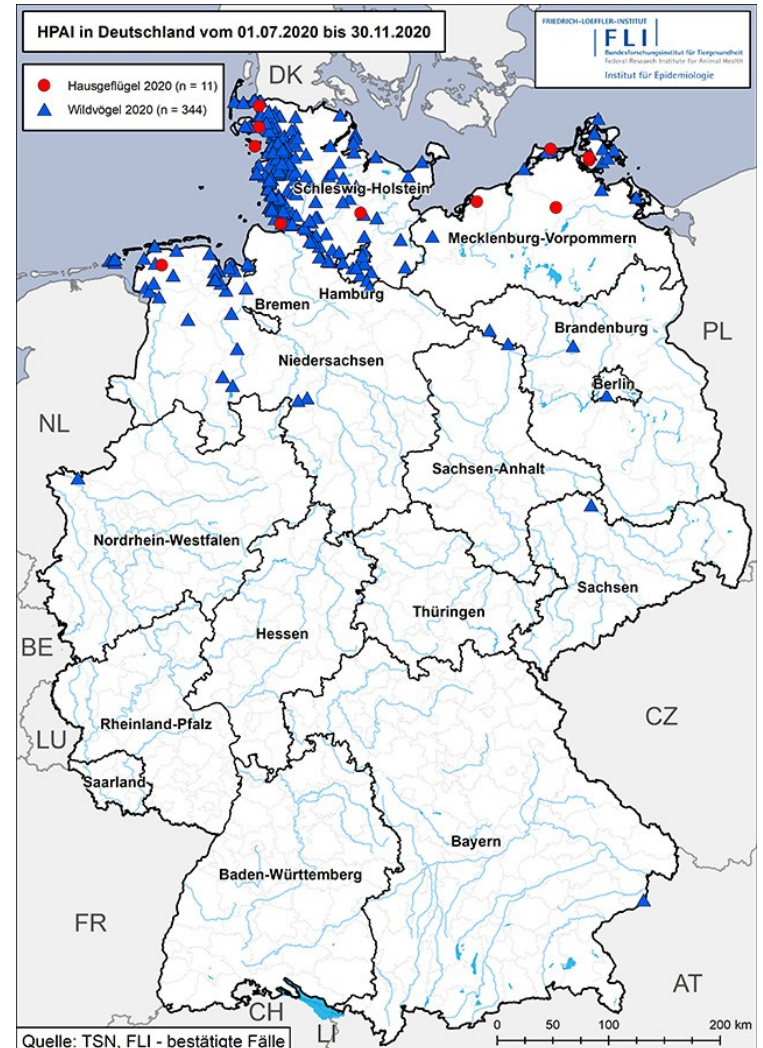 HPAI in Deutschland vom 01.07.2020 bis 30.11.2020
FRIEDRICH-LOEFFLER-INSTITUT
FLI
Bundesforschungsinstitut für Tiergesundheit
Federal Research Institute for Animal Health
Institut für Epidemiologie
Hausgeflügel 2020 (n = 11)
Wildvögel 2020 (n = 344)
DK
Schleswig-Holstein
Mecklenburg-Vorpommern
Hamburg
Bremen
Brandenburg
PL
Niedersachsen
Berlin
NL
Sachsen-Anhalt
Nordrhein-Westfalen
Sachsen
Thüringen
Hessen
BE
Rheinland-Pfalz
CZ
LU
Saarland
Bayern
Baden-Württemberg
FR
AT
CH
LI
Quelle: TSN, FLI - bestätigte Fälle
0 50 100 200 km